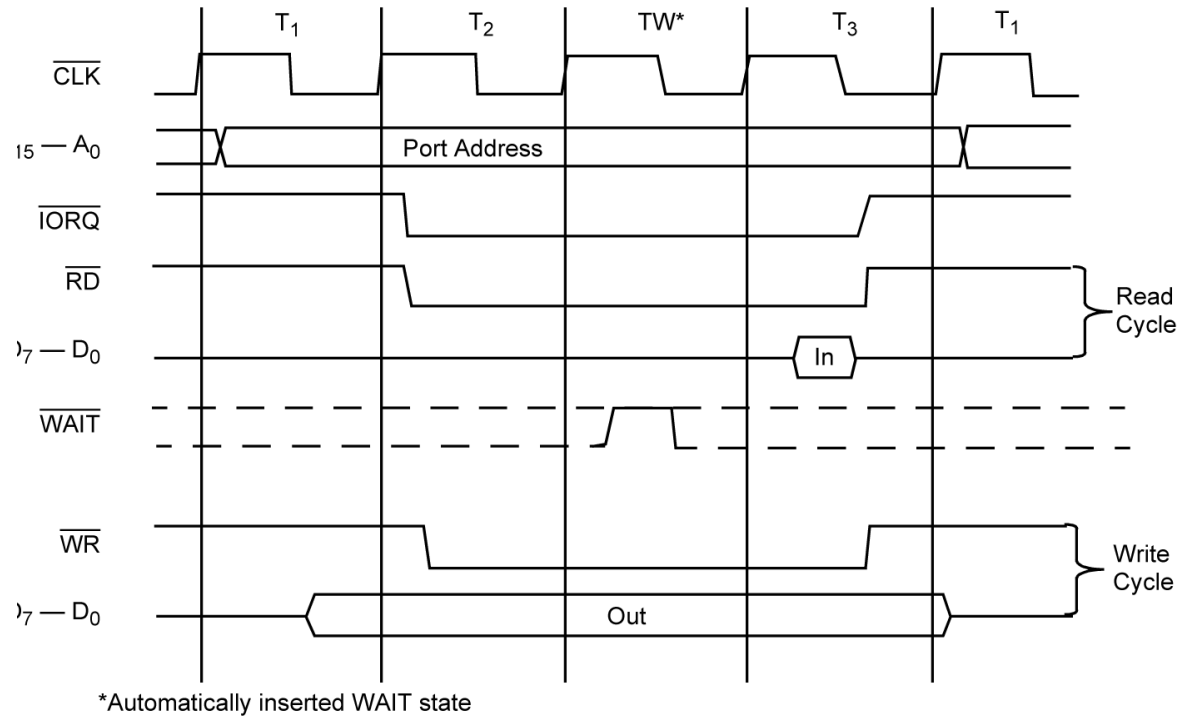 T1 T2 TW* T3 T1
CLK
15 — A0 Port Address
IORQ
RD
Read
Cycle
7 — D0 In
WAIT
WR
Write
Cycle
7 — D0 Out
*Automatically inserted WAIT state